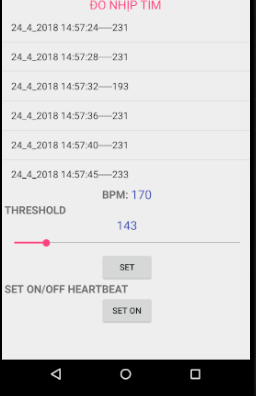 ĐO NHỊP TIM
24_4_2018 14:57:24----231
24_4_2018 14:57:28----231
24_4_2018 14:57:32----193
24_4_2018 14:57:36----231
24_4_2018 14:57:40----231
24_4_2018 14:57:45----233
BPM: 170
THRESHOLD
143
SET
SET ON/OFF HEARTBEAT
SET ON